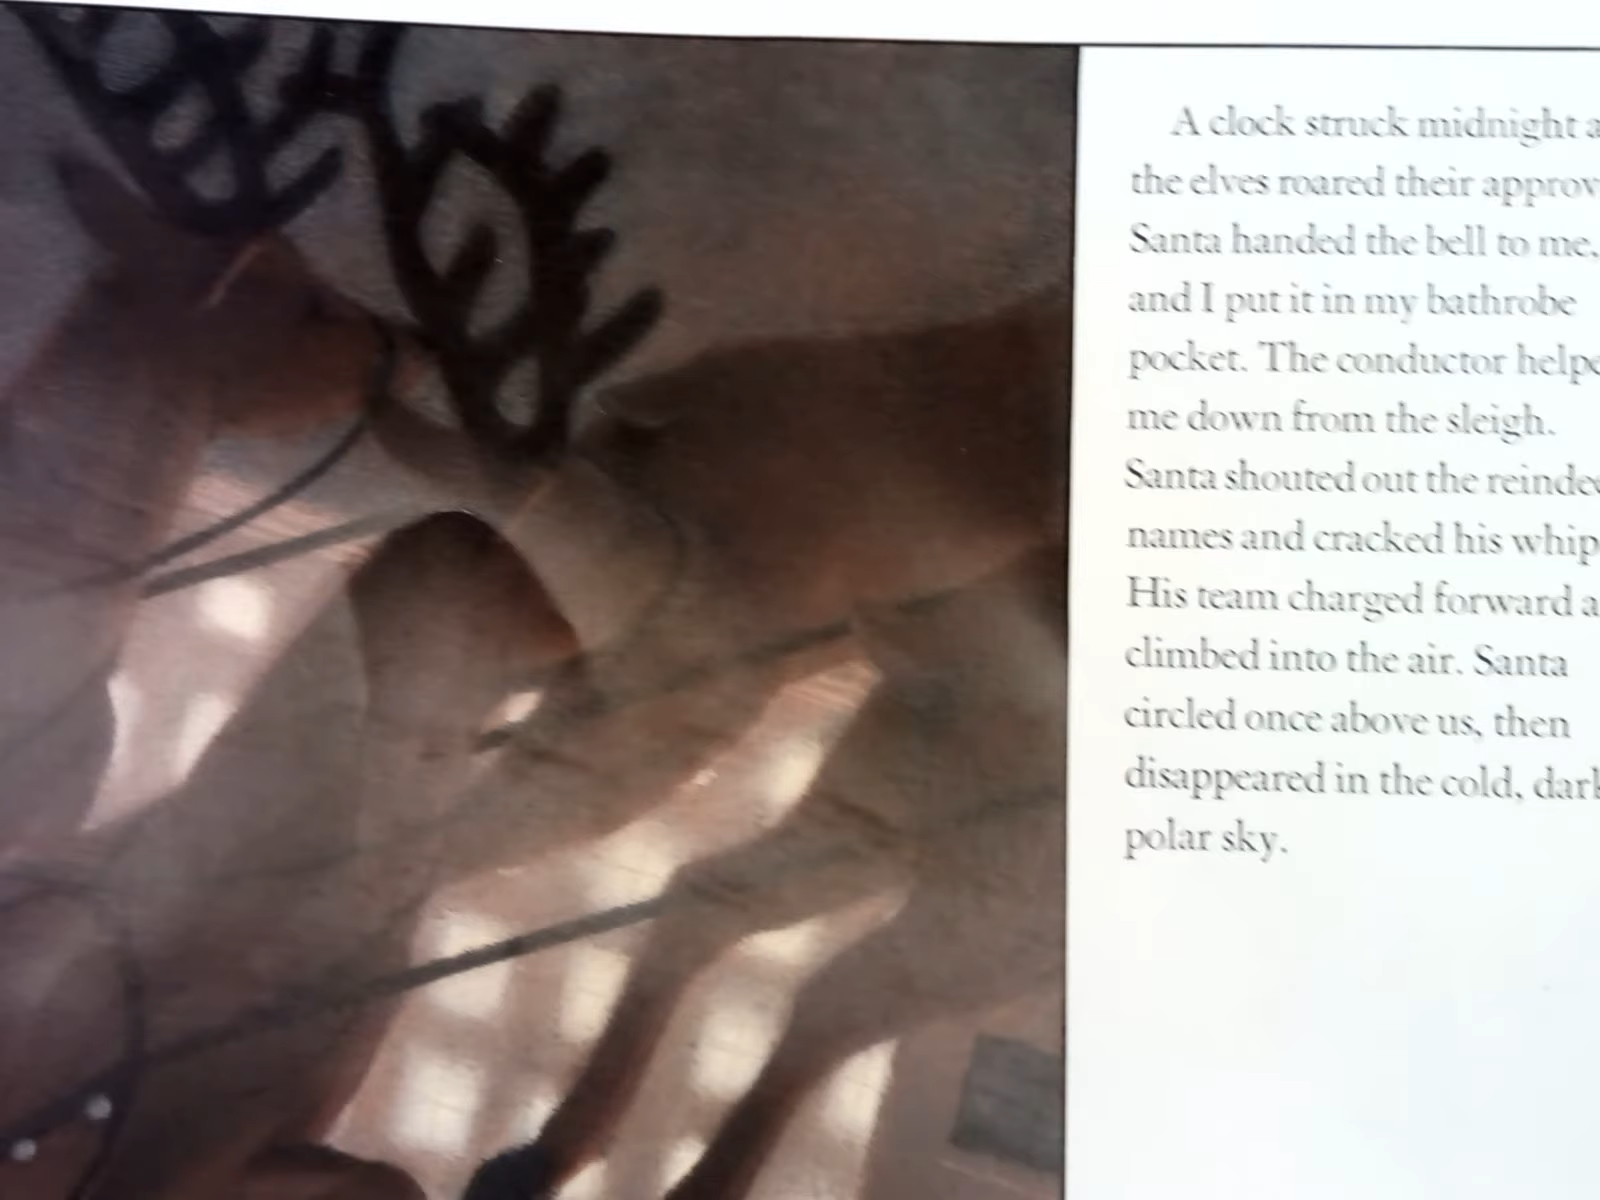 A clock struck midnight
the elves roared their
Santa handed the bell to me,
and I put it in my bathrobe
pocket. The conductor
me down from the sleigh.
Santa shouted out the
names and cracked his whip
His team charged forward
climbed into the air. Santa
circled once above us, then
disappeared in the cold,
polar sky.